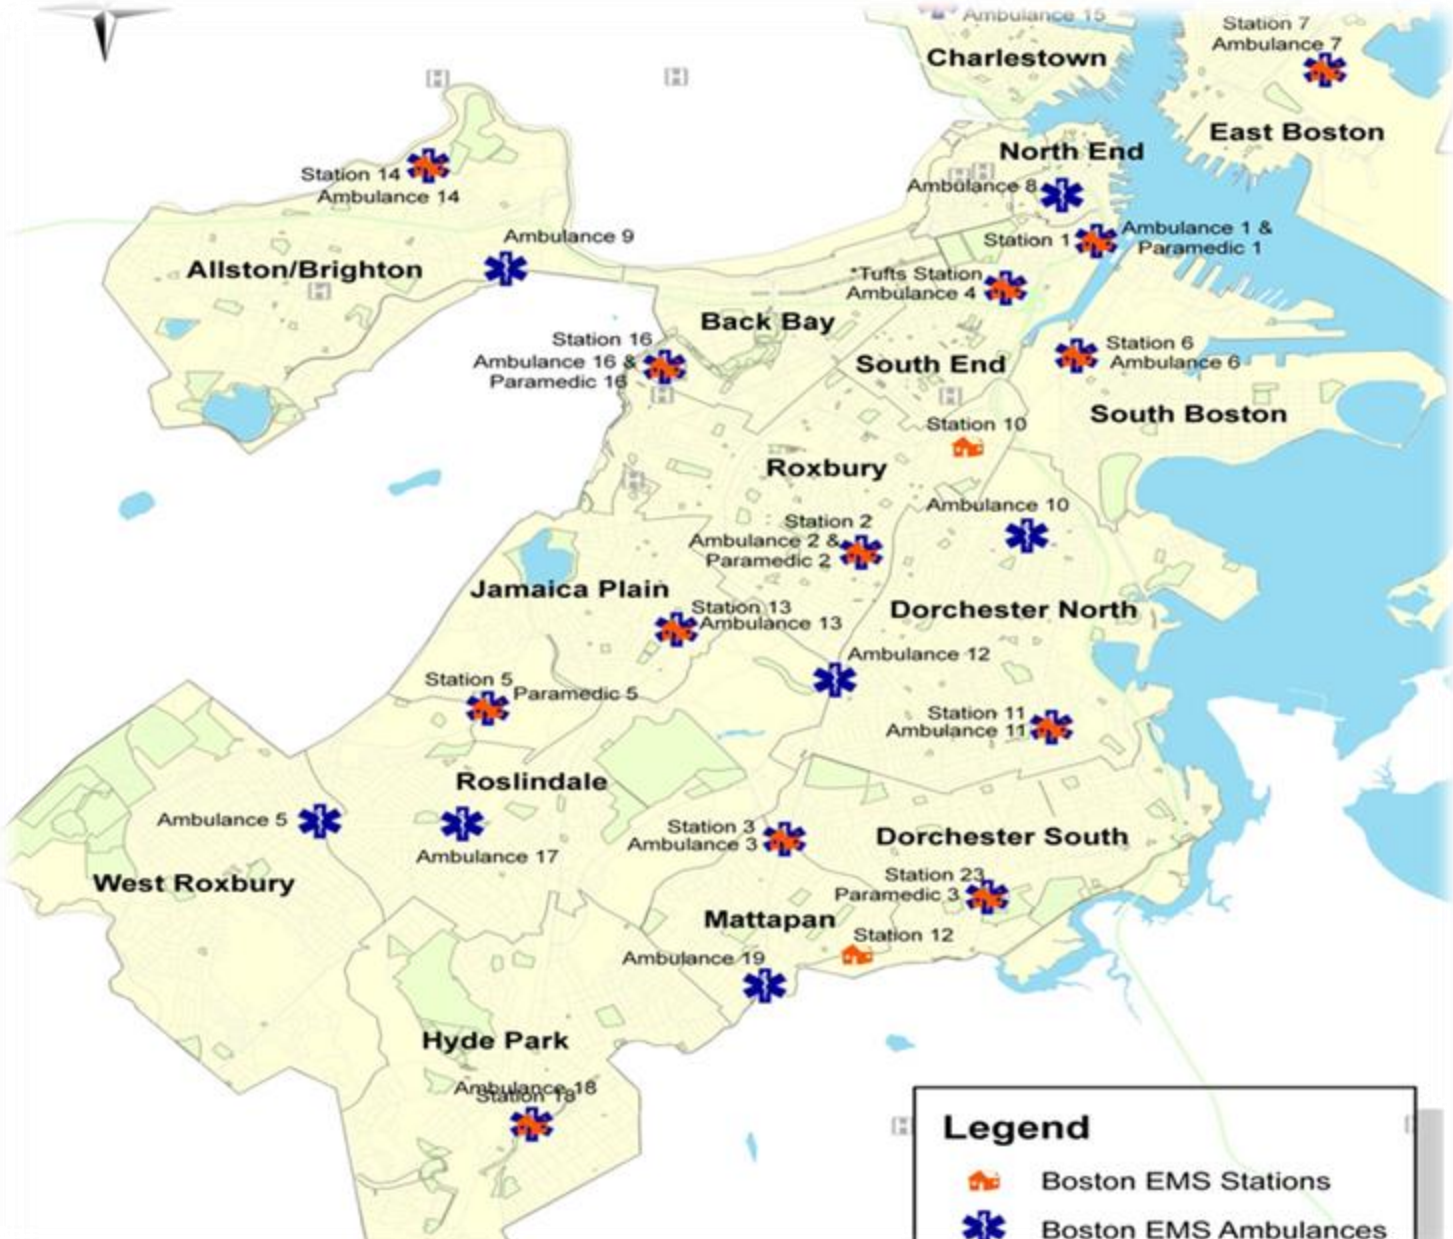 Ambulance 15
Station 7
Ambulance 7
Charlestown
East Boston
North End
Ambulance 8
Station 14
Ambulance 14
Ambulance 9
Allston/Brighton
Station 1
Ambulance 1 &
Paramedic 1
*Tufts Station
Ambulance 4
Back Bay
Station 16
Ambulance 16 &
Paramedic 16
South End
Station 6
Ambulance 6
South Boston
Station 10
Roxbury
Ambulance 10
Station 2
Ambulance 2 &
Paramedic 2
Jamaica Plain
Station 13
Ambulance 13
Dorchester North
Ambulance 12
Station 5
Paramedic 5
Station 11
Ambulance 11
Roslindale
Ambulance 5
Ambulance 17
Station 3
Ambulance 3
Dorchester South
West Roxbury
Station 23
Paramedic 3
Mattapan
Station 12
Ambulance 19
Hyde Park
Ambulance 18
Station 18
H
H
H
H
H
H
H
H
H
H
Legend
Boston EMS Stations
Boston EMS Ambulances